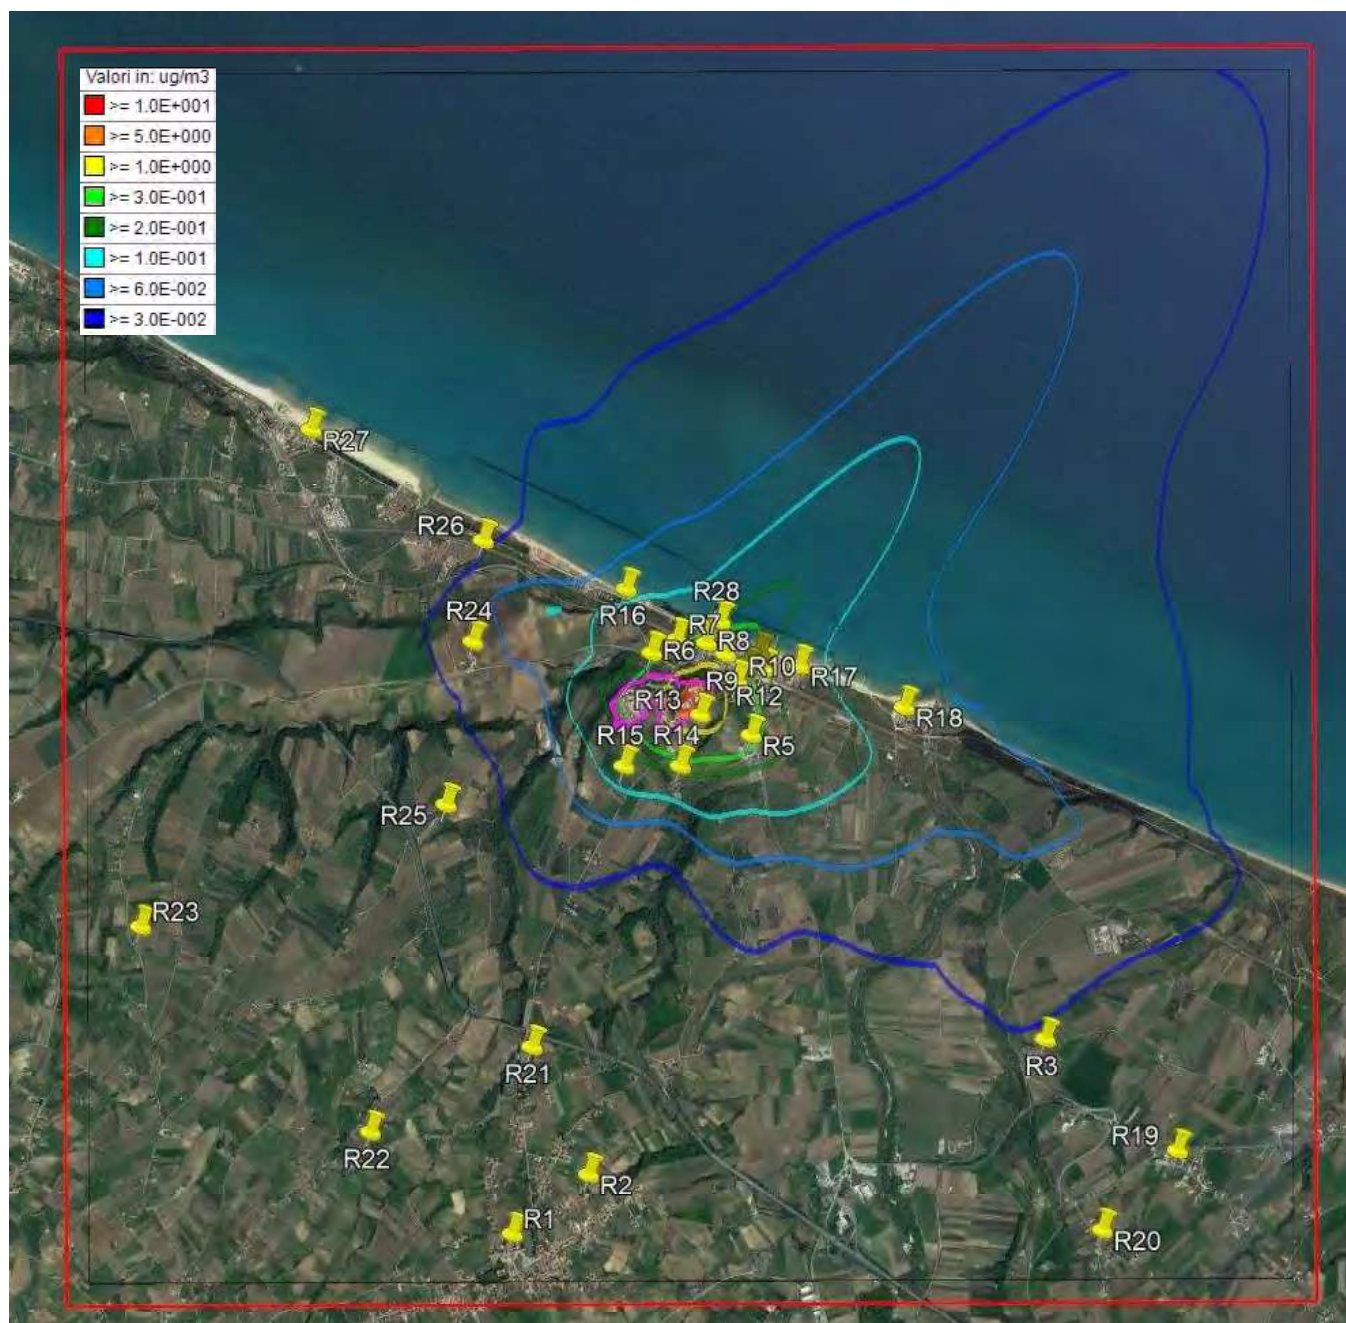 Valori in: ug/m3
>= 1.0E+001
>= 5.0E+000
>= 1.0E+000
>= 3.0E-001
>= 2.0E-001
>= 1.0E-001
>= 6.0E-002
>= 3.0E-002
R27
R26
R28
R24
R16
R7
R6
R8
R10
R17
R9
R13
R12
R18
R15
R14
R5
R25
R23
R3
R21
R19
R22
R2
R1
R20